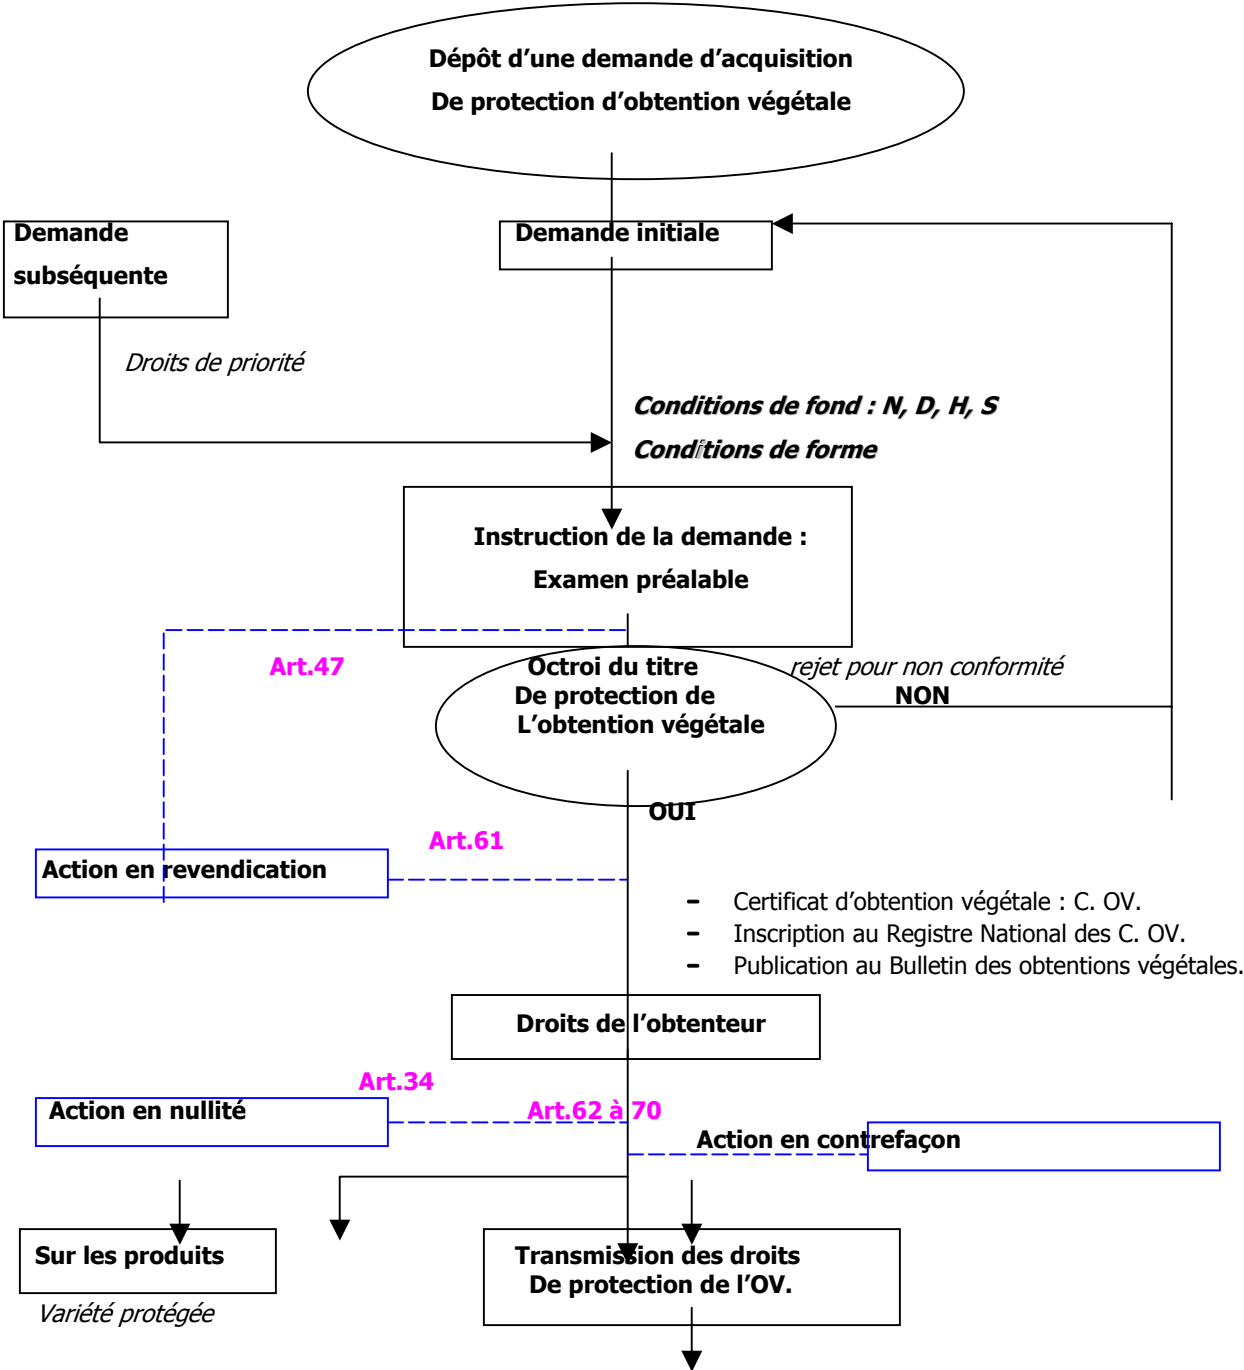 Dépôt d’une demande d’acquisition
De protection d’obtention végétale
Demande
subséquente
Demande initiale
Droits de priorité
Conditions de fond : N, D, H, S
Conditions de forme
Instruction de la demande :
Examen préalable
Art.47
Octroi du titre
De protection de
L’obtention végétale
rejet pour non conformité
NON
OUI
Art.61
Action en revendication
- Certificat d’obtention végétale : C. OV.
- Inscription au Registre National des C. OV.
- Publication au Bulletin des obtentions végétales.
Droits de l’obtenteur
Art.34
Action en nullité
Art.62 à 70
Action en contrefaçon
Sur les produits
Variété protégée
Transmission des droits
De protection de l’OV.